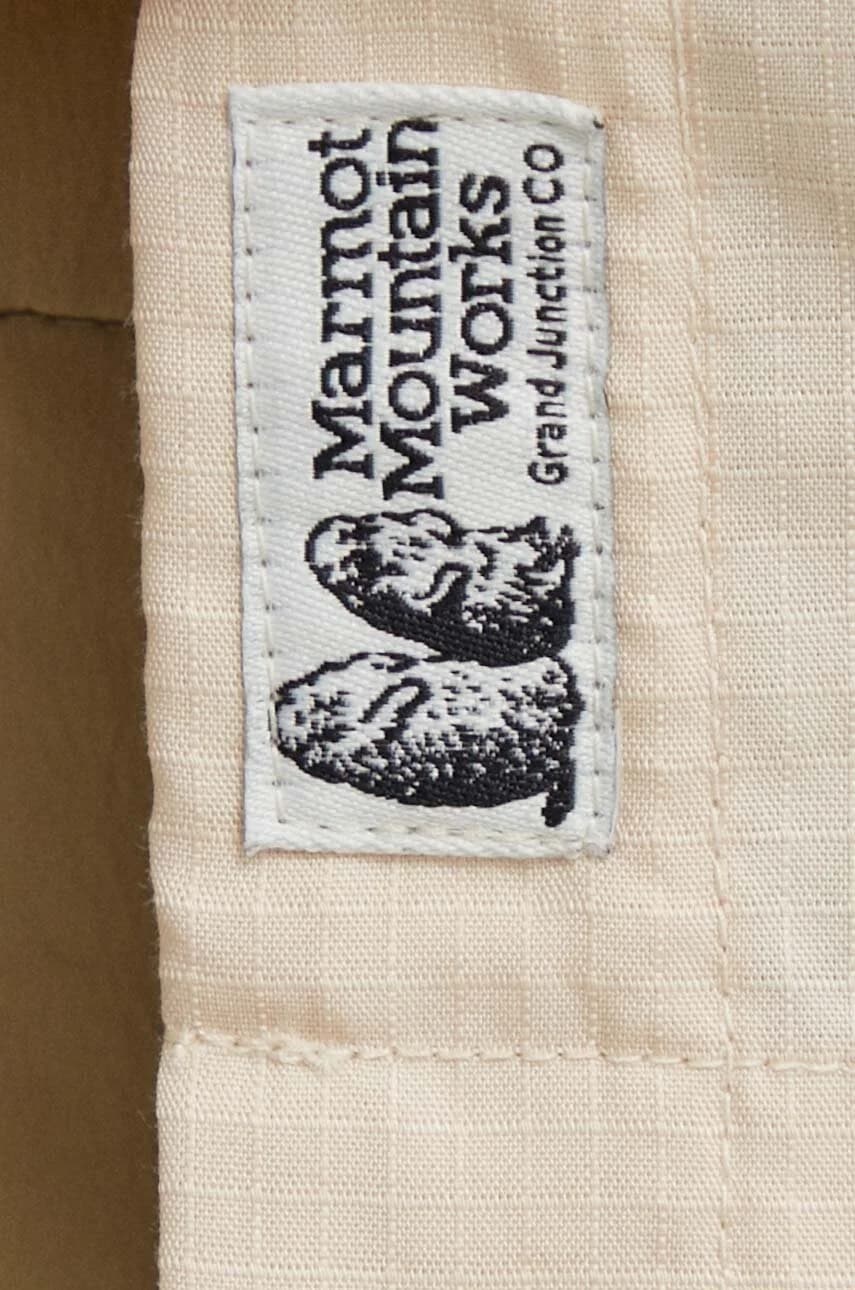 Marmot
Mountain
Works
Grand Junction Co